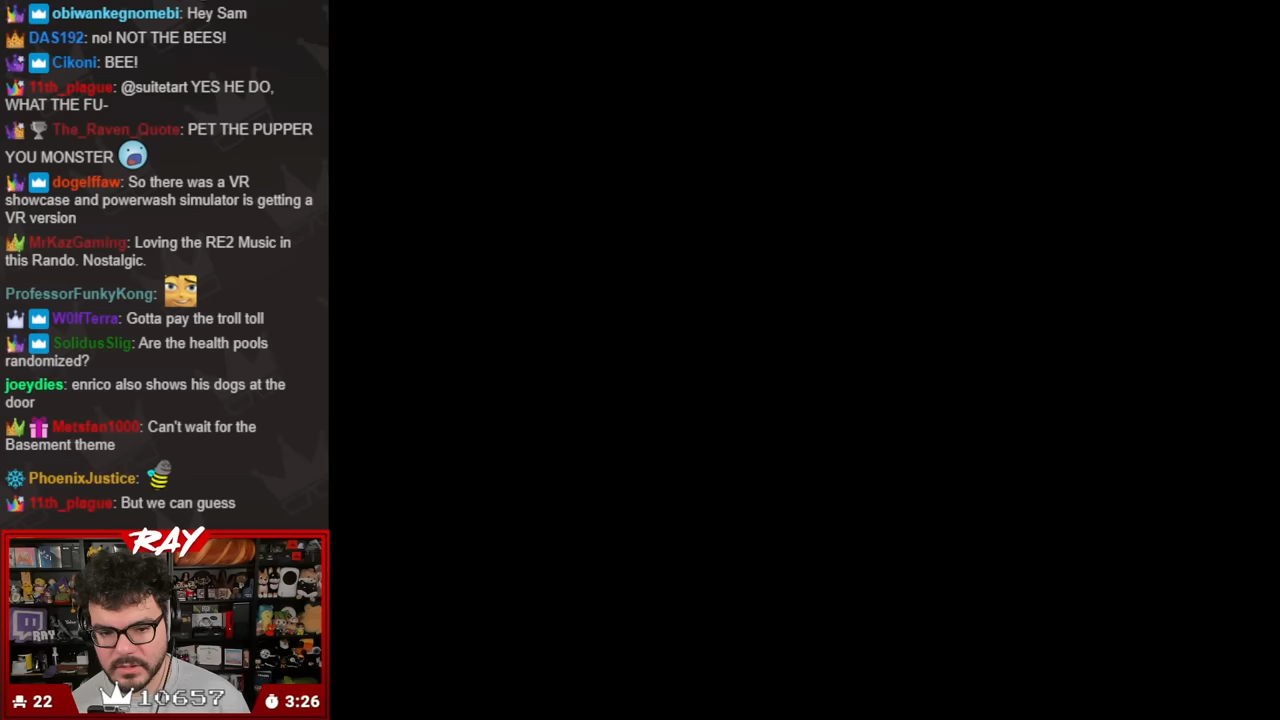 obiwankegnomebi: Hey Sam
DAS192: no! NOT THE BEES!
Cikoni: BEE!
11th_plague: @suitetart YES HE DO,
WHAT THE FU-
The_Raven_Quote: PET THE PUPPER
YOU MONSTER
dogelffaw: So there was a VR
showcase and powerwash simulator is getting a
VR version
MrKazGaming: Loving the RE2 Music in
this Rando. Nostalgic.
ProfessorFunkyKong:
W0lfTerra: Gotta pay the troll toll
SolidusSlig: Are the health pools
randomized?
joeydies: enrico also shows his dogs at the
door
Metsfan1000: Can't wait for the
Basement theme
PhoenixJustice:
11th_plague: But we can guess
RAY
RAY
22
10657
3:26